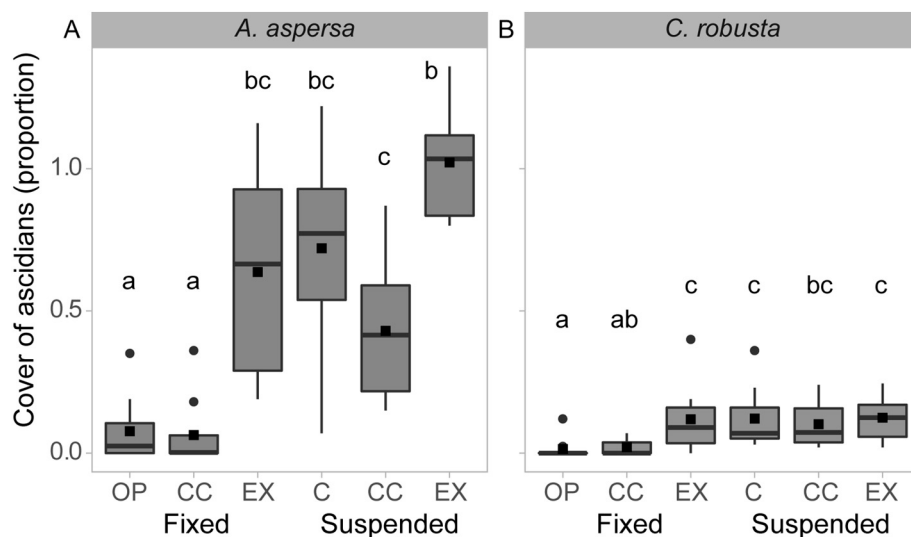 A
A. aspersa
B
C. robusta
Cover of ascidians (proportion)
1.0
0.5
0.0
a
a
bc
bc
c
b
a
ab
c
c
bc
c
OP CC EX C CC EX
Fixed Suspended
OP CC EX C CC EX
Fixed Suspended